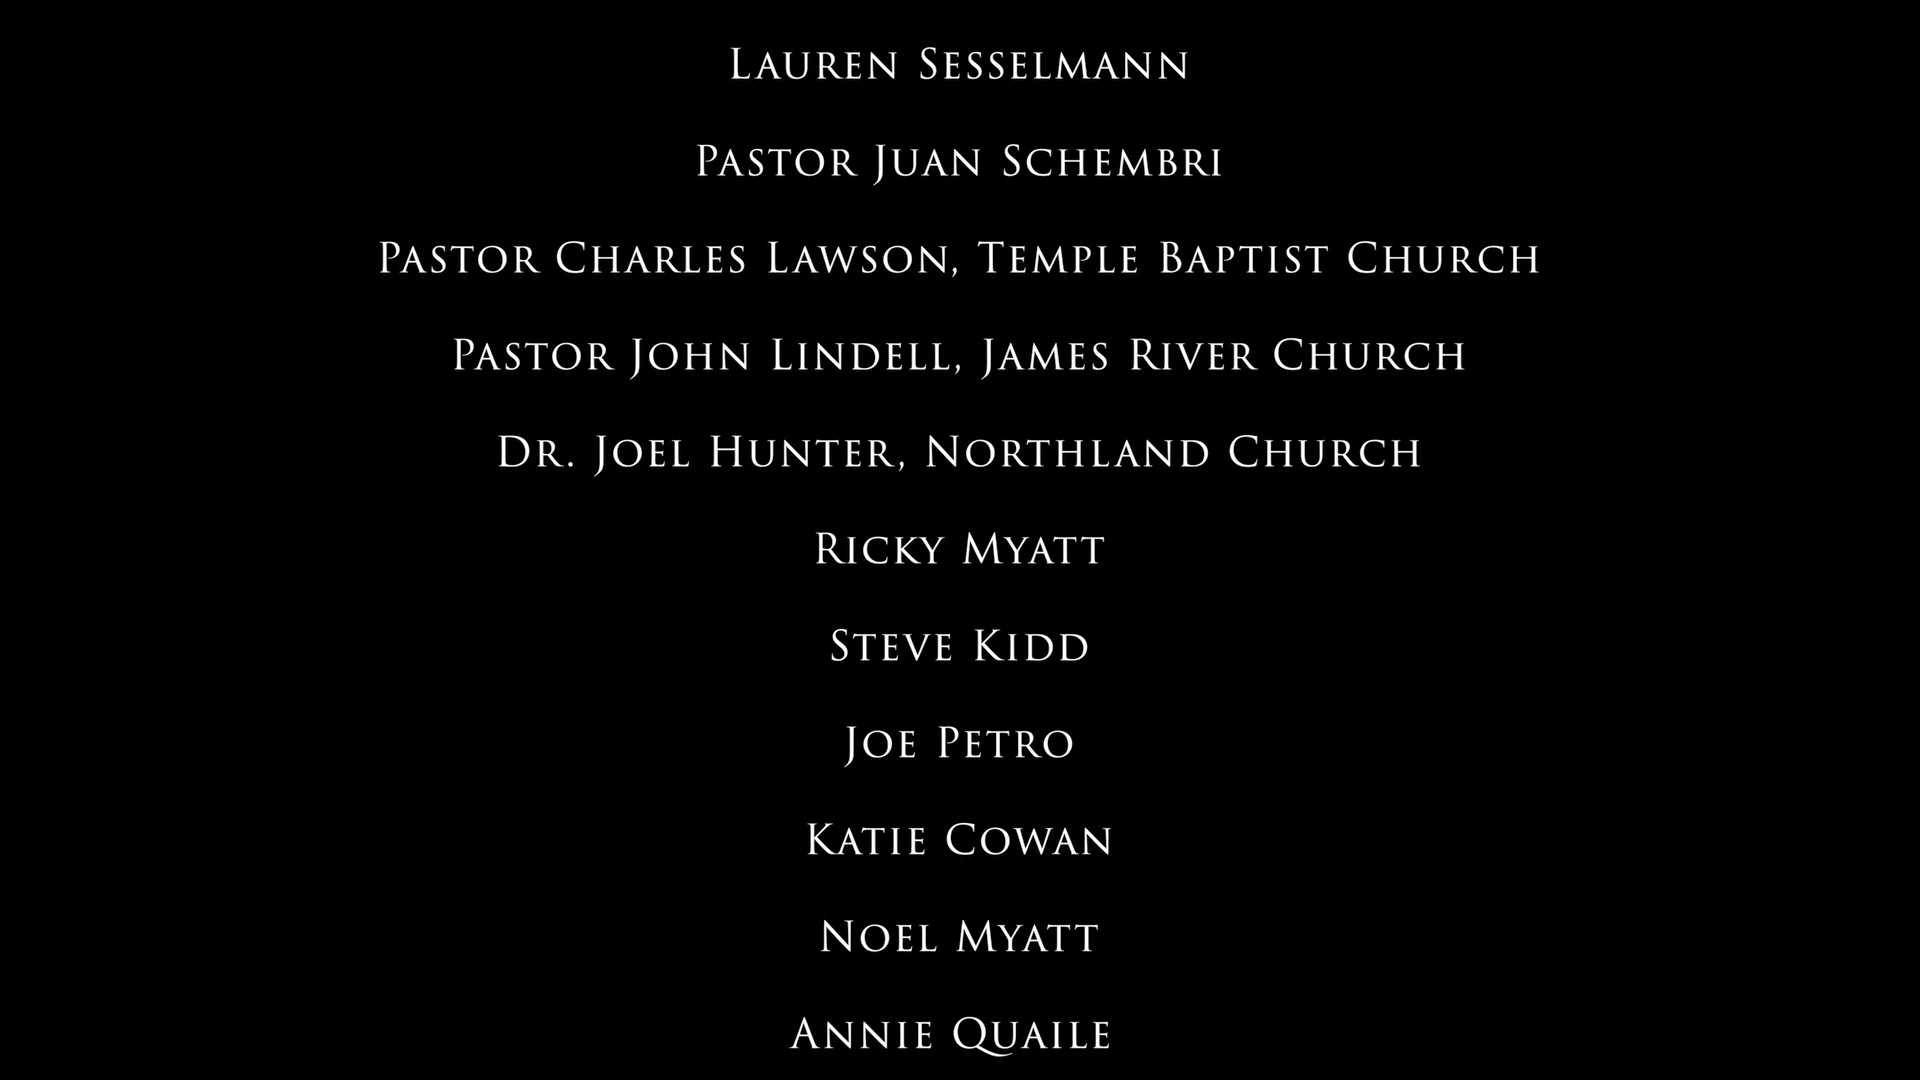 Lauren Sesselmann
Pastor Juan Schembri
Pastor Charles Lawson, Temple Baptist Church
Pastor John Lindell, James River Church
Dr. Joel Hunter, Northland Church
Ricky Myatt
Steve Kidd
Joe Petro
Katie Cowan
Noel Myatt
Annie Quaile